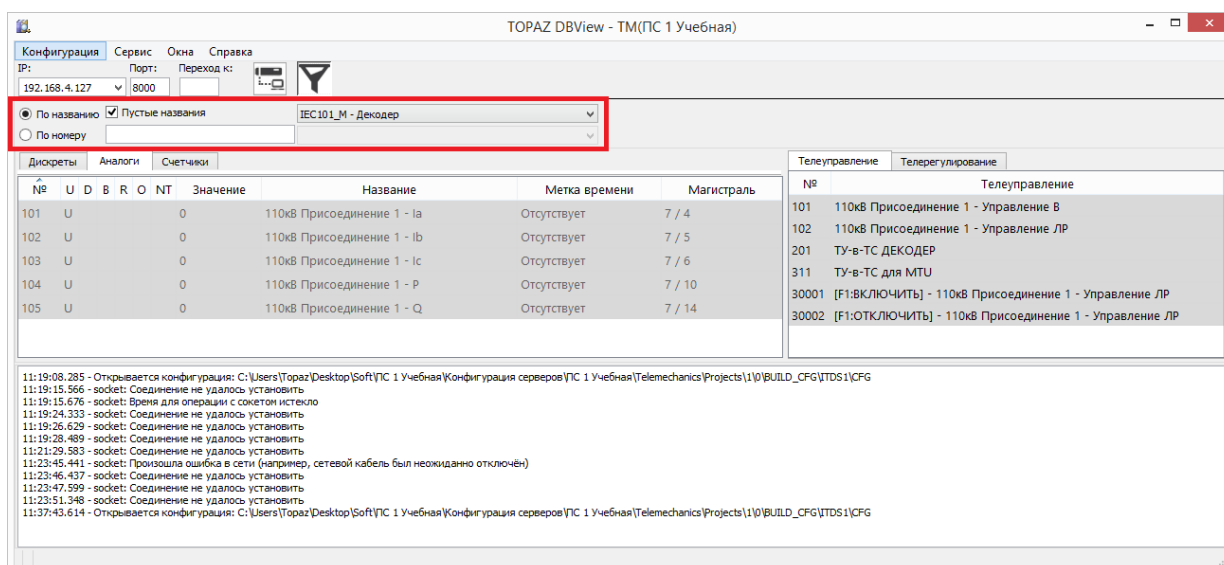 TOPAZ DBView - TM(ПС 1 Учебная)
Конфигурация Сервис Окна Справка
IP: Порт: Переход к:
192.168.4.127 8000
По названию Пустые названия IEC101_M - Декодер
По номеру
Дискреты Аналоги Счетчики
№ U D B R O NT Значение Название Метка времени Магистраль
101 U 0 110кВ Присоединение 1 - Ia Отсутствует 7 / 4
102 U 0 110кВ Присоединение 1 - Ib Отсутствует 7 / 5
103 U 0 110кВ Присоединение 1 - Ic Отсутствует 7 / 6
104 U 0 110кВ Присоединение 1 - P Отсутствует 7 / 10
105 U 0 110кВ Присоединение 1 - Q Отсутствует 7 / 14
Телеуправление Телерегулирование
№ Телеуправление
101 110кВ Присоединение 1 - Управление В
102 110кВ Присоединение 1 - Управление ЛР
201 ТУ-в-ТС ДЕКОДЕР
311 ТУ-в-ТС для MTU
30001 [F1:ВКЛЮЧИТЬ] - 110кВ Присоединение 1 - Управление ЛР
30002 [F1:ОТКЛЮЧИТЬ] - 110кВ Присоединение 1 - Управление ЛР
11:19:08.285 - Открывается конфигурация: C:\Users\Topaz\Desktop\Soft\ПС 1 Учебная\Конфигурация серверов\ПС 1 Учебная\Telemechanics\Projects\1\0\BUILD_CFG\ITDS1\CFG
11:19:15.566 - socket: Соединение не удалось установить
11:19:15.676 - socket: Время для операции с сокетом истекло
11:19:24.333 - socket: Соединение не удалось установить
11:19:26.629 - socket: Соединение не удалось установить
11:19:28.489 - socket: Соединение не удалось установить
11:21:29.583 - socket: Соединение не удалось установить
11:23:45.441 - socket: Произошла ошибка в сети (например, сетевой кабель был неожиданно отключён)
11:23:46.437 - socket: Соединение не удалось установить
11:23:47.599 - socket: Соединение не удалось установить
11:23:51.348 - socket: Соединение не удалось установить
11:37:43.614 - Открывается конфигурация: C:\Users\Topaz\Desktop\Soft\ПС 1 Учебная\Конфигурация серверов\ПС 1 Учебная\Telemechanics\Projects\1\0\BUILD_CFG\ITDS1\CFG